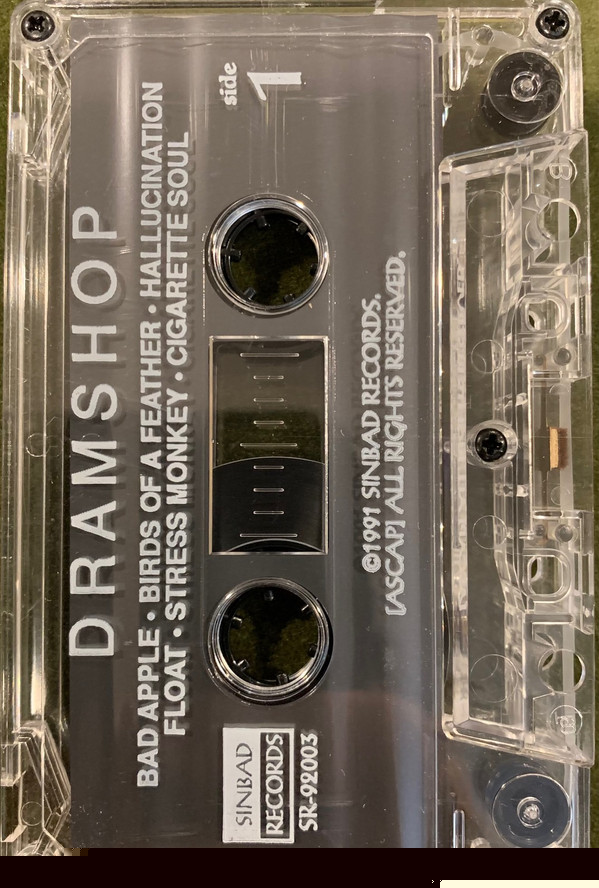 DRAMSHOP
BAD APPLE • BIRDS OF A FEATHER • HALLUCINATION
FLOAT • STRESS MONKEY • CIGARETTE SOUL
side
1
SINBAD
RECORDS
SR-92003
©1991 SINBAD RECORDS.
[ASCAP] ALL RIGHTS RESERVED.